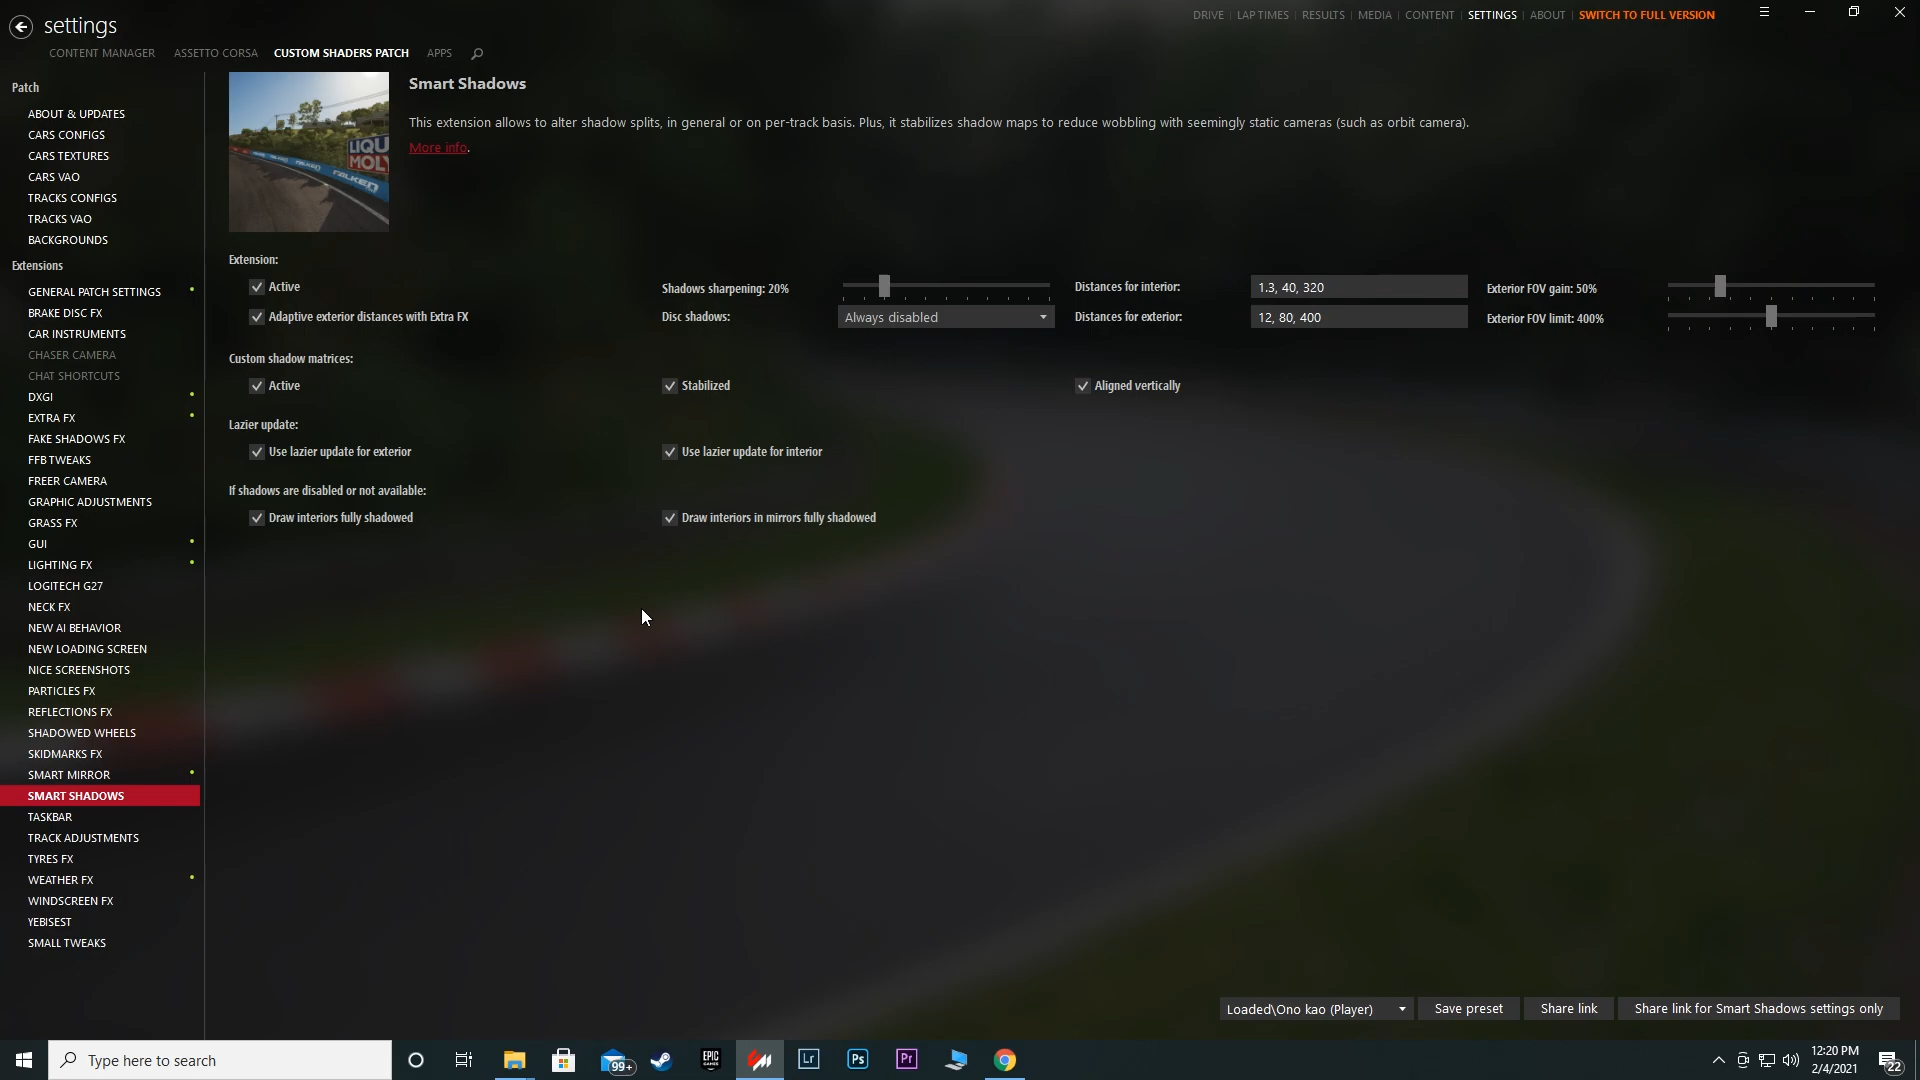 settings
DRIVE | LAP TIMES | RESULTS | MEDIA | CONTENT | SETTINGS | ABOUT | SWITCH TO FULL VERSION
CONTENT MANAGER ASSETTO CORSA CUSTOM SHADERS PATCH APPS
Patch
ABOUT & UPDATES
CARS CONFIGS
CARS TEXTURES
CARS VAO
TRACKS CONFIGS
TRACKS VAO
BACKGROUNDS
Extensions
GENERAL PATCH SETTINGS
BRAKE DISC FX
CAR INSTRUMENTS
CHASER CAMERA
CHAT SHORTCUTS
DXGI
EXTRA FX
FAKE SHADOWS FX
FFB TWEAKS
FREER CAMERA
GRAPHIC ADJUSTMENTS
GRASS FX
GUI
LIGHTING FX
LOGITECH G27
NECK FX
NEW AI BEHAVIOR
NEW LOADING SCREEN
NICE SCREENSHOTS
PARTICLES FX
REFLECTIONS FX
SHADOWED WHEELS
SKIDMARKS FX
SMART MIRROR
SMART SHADOWS
TASKBAR
TRACK ADJUSTMENTS
TYRES FX
WEATHER FX
WINDSCREEN FX
YEBISEST
SMALL TWEAKS
LIQU
MOLY
FALKEN
FALKEN
FALKEN
Smart Shadows
This extension allows to alter shadow splits, in general or on per-track basis. Plus, it stabilizes shadow maps to reduce wobbling with seemingly static cameras (such as orbit camera).
More info.
Extension:
Active
Shadows sharpening: 20%
Distances for interior: 1.3, 40, 320
Exterior FOV gain: 50%
Adaptive exterior distances with Extra FX
Disc shadows: Always disabled
Distances for exterior: 12, 80, 400
Exterior FOV limit: 400%
Custom shadow matrices:
Active
Stabilized
Aligned vertically
Lazier update:
Use lazier update for exterior
Use lazier update for interior
If shadows are disabled or not available:
Draw interiors fully shadowed
Draw interiors in mirrors fully shadowed
Loaded\Ono kao (Player)
Save preset
Share link
Share link for Smart Shadows settings only
Type here to search
99+
EPIC
GAMES
Lr
Ps
Pr
12:20 PM
2/4/2021
22